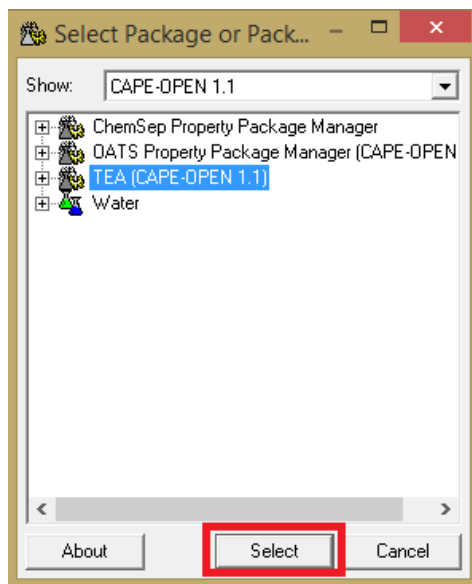 Select Package or Pack...
Show: CAPE-OPEN 1.1
ChemSep Property Package Manager
OATS Property Package Manager (CAPE-OPEN
TEA (CAPE-OPEN 1.1)
Water
About Select Cancel